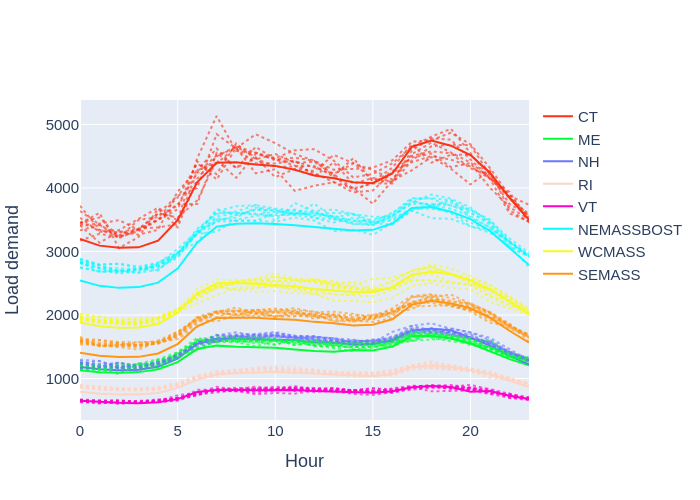 5000
4000
3000
2000
1000
Load demand
0
5
10
15
20
Hour
CT
ME
NH
RI
VT
NEMASSBOST
WCMASS
SEMASS